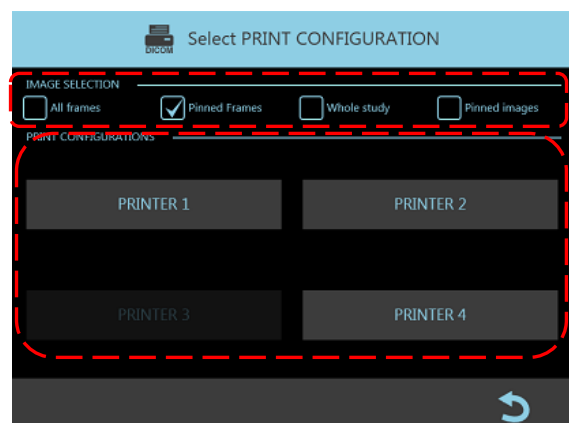 DICOM
Select PRINT CONFIGURATION
IMAGE SELECTION
All frames Pinned Frames Whole study Pinned images
PRINT CONFIGURATIONS
PRINTER 1 PRINTER 2
PRINTER 3 PRINTER 4